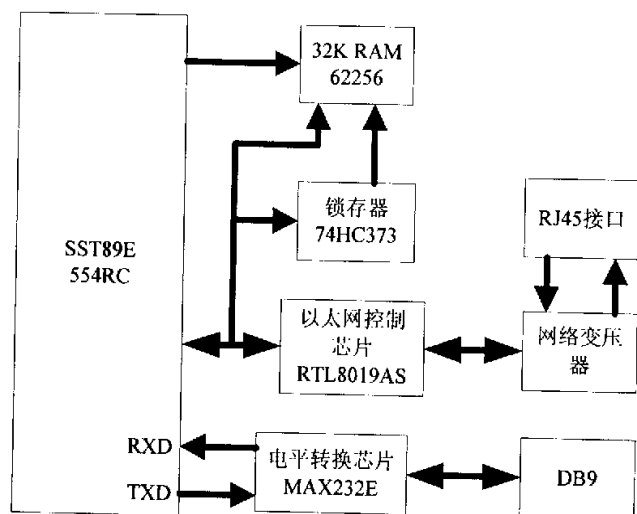 32K RAM
62256
锁存器
74HC373
RJ45接口
SST89E
554RC
以太网控制
芯片
RTL8019AS
网络变压
器
RXD
电平转换芯片
MAX232E
TXD
DB9